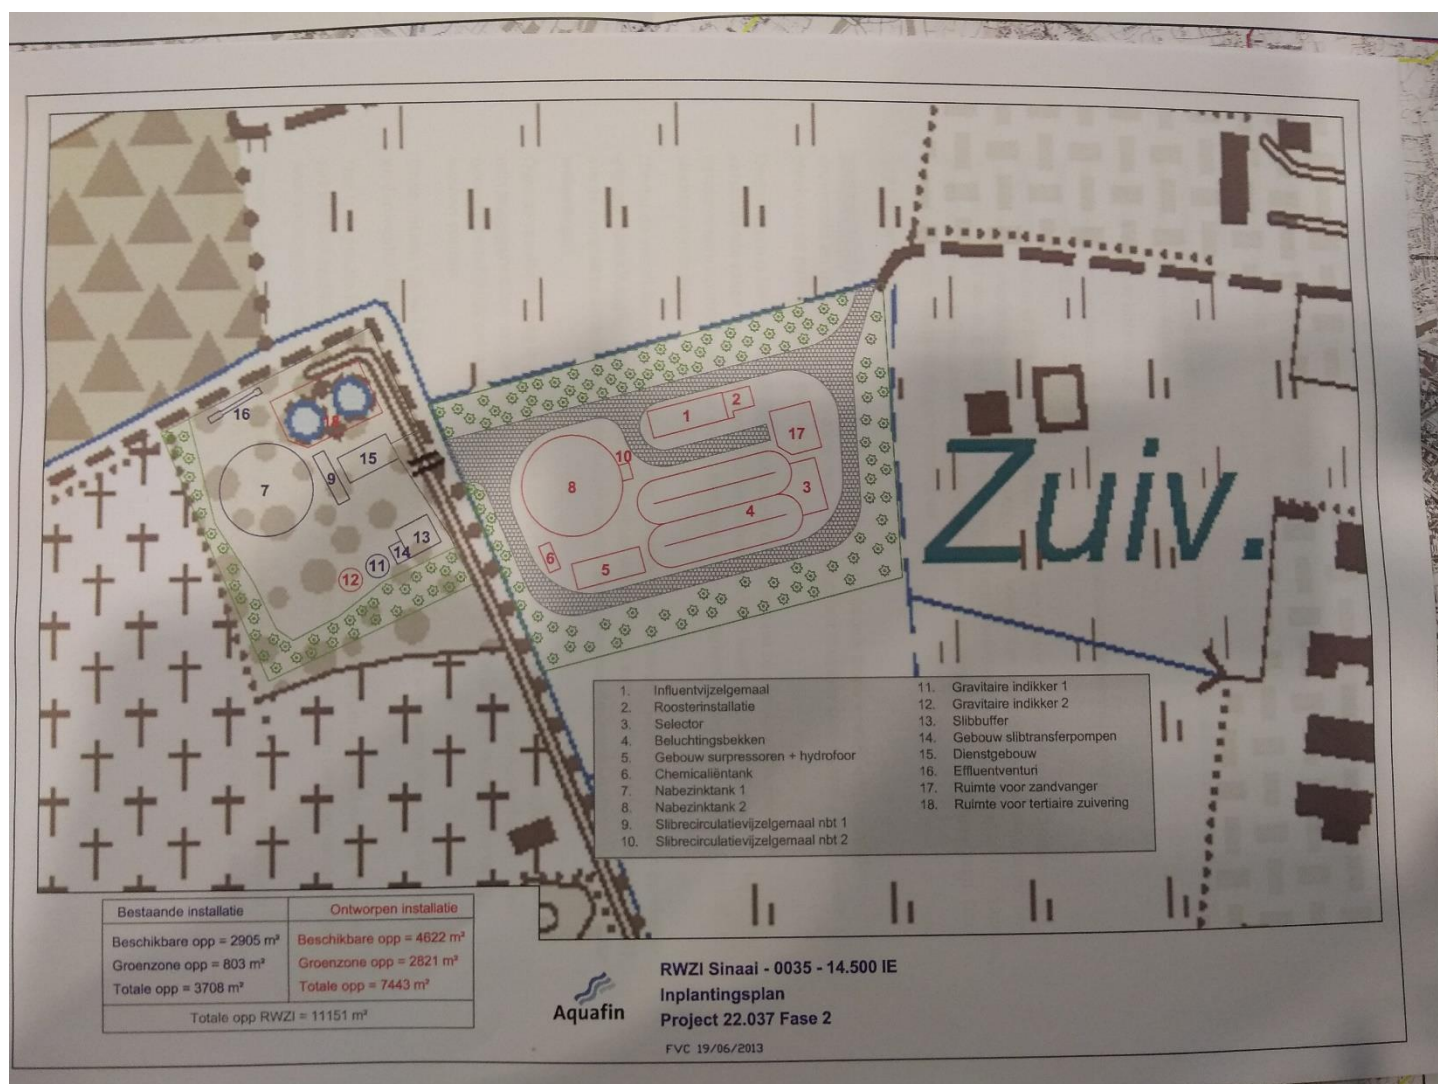 16
18
15
9
7
13
14
11
12
1
2
17
10
8
3
4
6
5
Zuiv.
1. Influentvijzelgemaal
2. Roosterinstallatie
3. Selector
4. Beluchtingsbekken
5. Gebouw surpressoren + hydrofoor
6. Chemicaliëntank
7. Nabezinktank 1
8. Nabezinktank 2
9. Slibrecirculatievijzelgemaal nbt 1
10. Slibrecirculatievijzelgemaal nbt 2
11. Gravitaire indikker 1
12. Gravitaire indikker 2
13. Slibbuffer
14. Gebouw slibtransferpompen
15. Dienstgebouw
16. Effluentventuri
17. Ruimte voor zandvanger
18. Ruimte voor tertiaire zuivering
Bestaande installatie
Beschikbare opp = 2905 m²
Groenzone opp = 803 m²
Totale opp = 3708 m²
Ontworpen installatie
Beschikbare opp = 4622 m²
Groenzone opp = 2821 m²
Totale opp = 7443 m²
Totale opp RWZI = 11151 m²
Aquafin
RWZI Sinaai - 0035 - 14.500 IE
Inplantingsplan
Project 22.037 Fase 2
FVC 19/06/2013